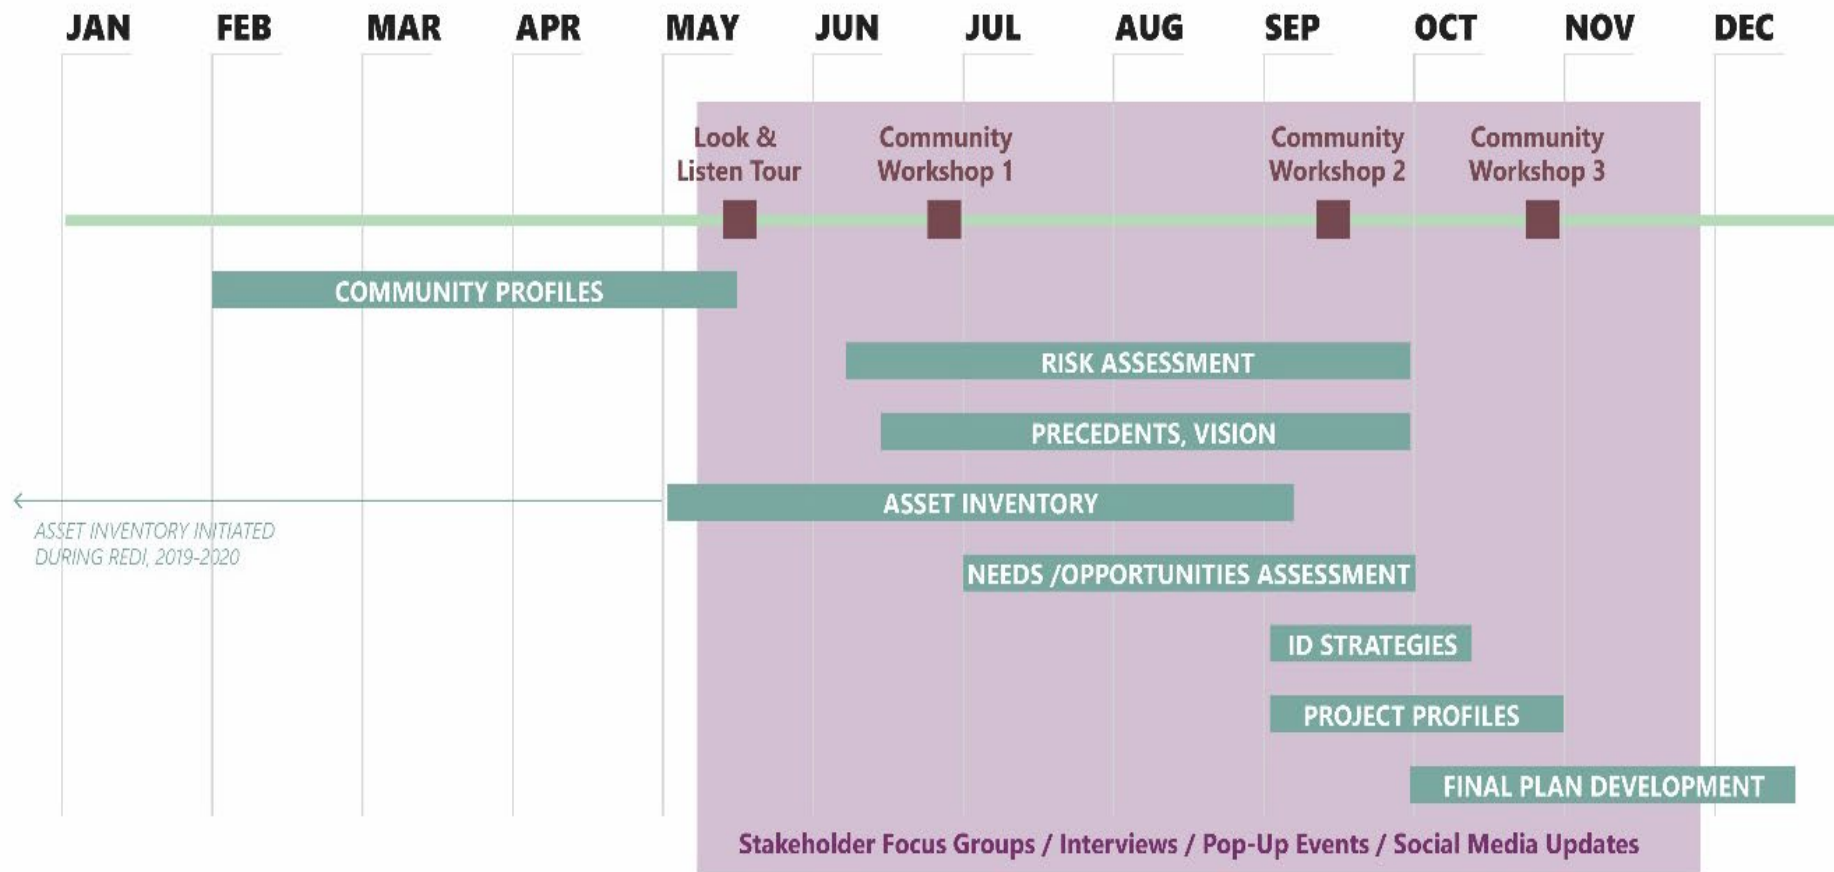 JAN FEB MAR APR MAY JUN JUL AUG SEP OCT NOV DEC
Look &
Listen Tour
Community
Workshop 1
Community
Workshop 2
Community
Workshop 3
COMMUNITY PROFILES
RISK ASSESSMENT
PRECEDENTS, VISION
ASSET INVENTORY
ASSET INVENTORY INITIATED
DURING REDI, 2019-2020
NEEDS /OPPORTUNITIES ASSESSMENT
ID STRATEGIES
PROJECT PROFILES
FINAL PLAN DEVELOPMENT
Stakeholder Focus Groups / Interviews / Pop-Up Events / Social Media Updates